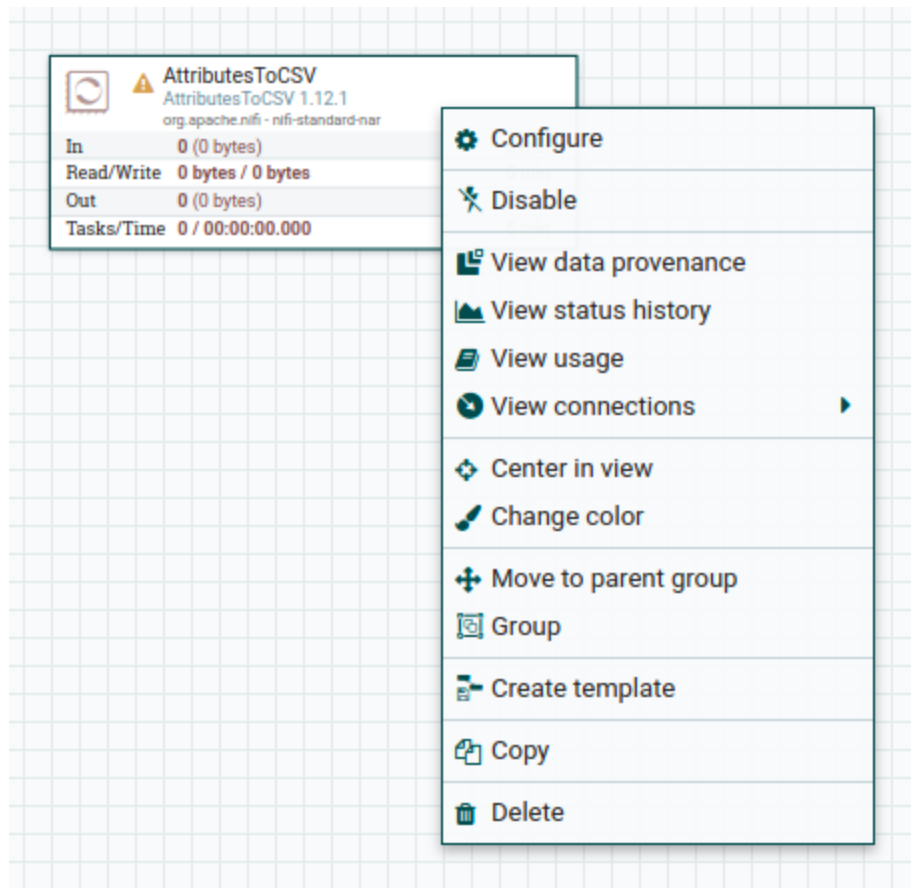 AttributesToCSV
AttributesToCSV 1.12.1
org.apache.nifi - nifi-standard-nar
In 0 (0 bytes)
Read/Write 0 bytes / 0 bytes
Out 0 (0 bytes)
Tasks/Time 0 / 00:00:00.000
Configure
Disable
View data provenance
View status history
View usage
View connections
Center in view
Change color
Move to parent group
Group
Create template
Copy
Delete